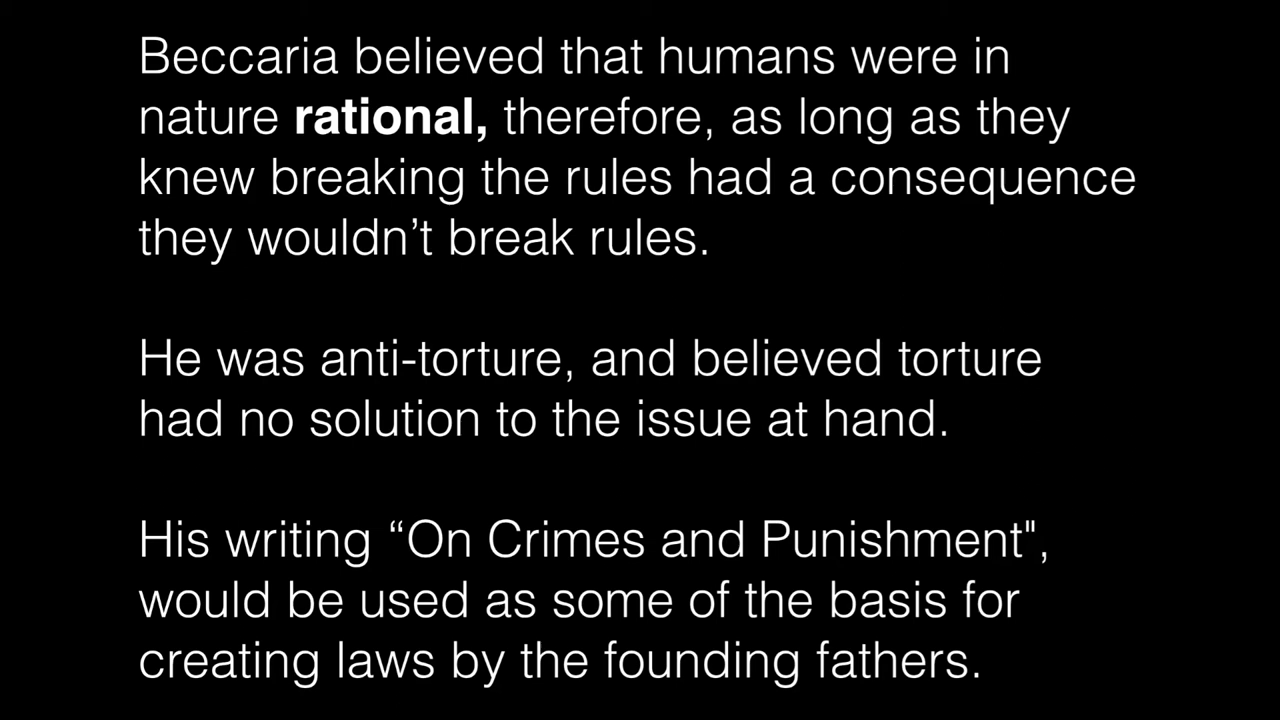 Beccaria believed that humans were in
nature rational, therefore, as long as they
knew breaking the rules had a consequence
they wouldn’t break rules.
He was anti-torture, and believed torture
had no solution to the issue at hand.
His writing “On Crimes and Punishment",
would be used as some of the basis for
creating laws by the founding fathers.